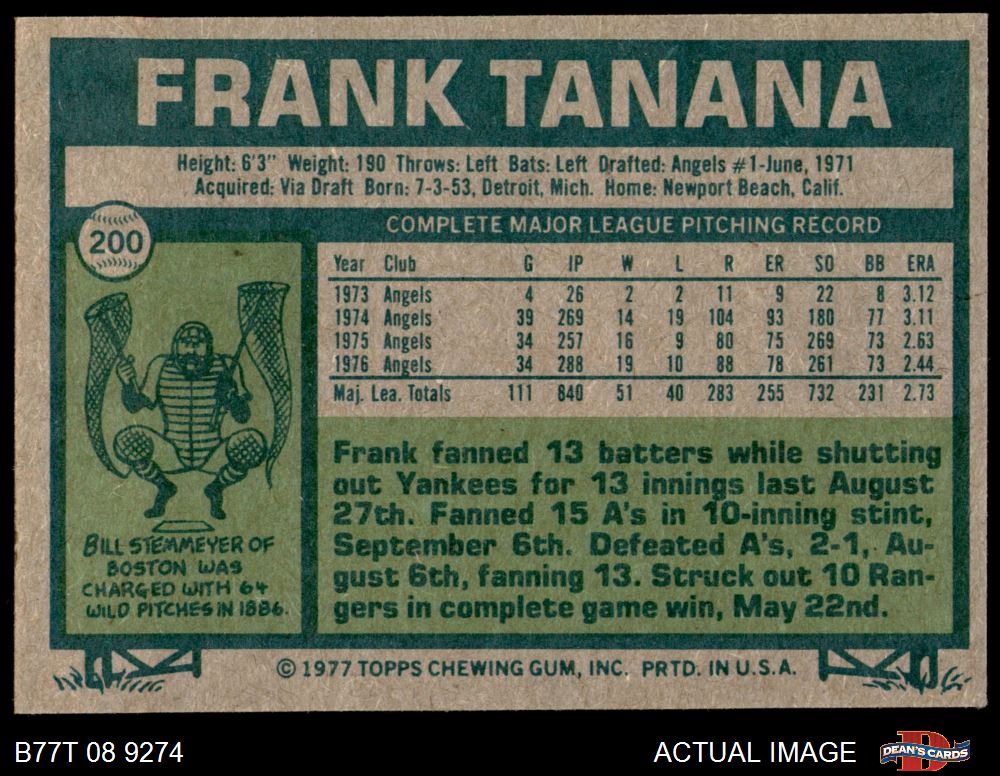 FRANK TANANA
Height: 6'3" Weight: 190 Throws: Left Bats: Left Drafted: Angels #1-June, 1971
Acquired: Via Draft Born: 7-3-53, Detroit, Mich. Home: Newport Beach, Calif.
200
COMPLETE MAJOR LEAGUE PITCHING RECORD
Year Club G IP W L R ER SO BB ERA
1973 Angels 4 26 2 2 11 9 22 8 3.12
1974 Angels 39 269 14 19 104 93 180 77 3.11
1975 Angels 34 257 16 9 80 75 269 73 2.63
1976 Angels 34 288 19 10 88 78 261 73 2.44
Maj. Lea. Totals 111 840 51 40 283 255 732 231 2.73
BILL STEMMEYER OF
BOSTON WAS
CHARGED WITH 64
WILD PITCHES IN 1886.
Frank fanned 13 batters while shutting
out Yankees for 13 innings last August
27th. Fanned 15 A's in 10-inning stint,
September 6th. Defeated A's, 2-1, Au-
gust 6th, fanning 13. Struck out 10 Ran-
gers in complete game win, May 22nd.
© 1977 TOPPS CHEWING GUM, INC. PRTD. IN U.S.A.
B77T 08 9274
ACTUAL IMAGE
D
DEAN'S CARDS